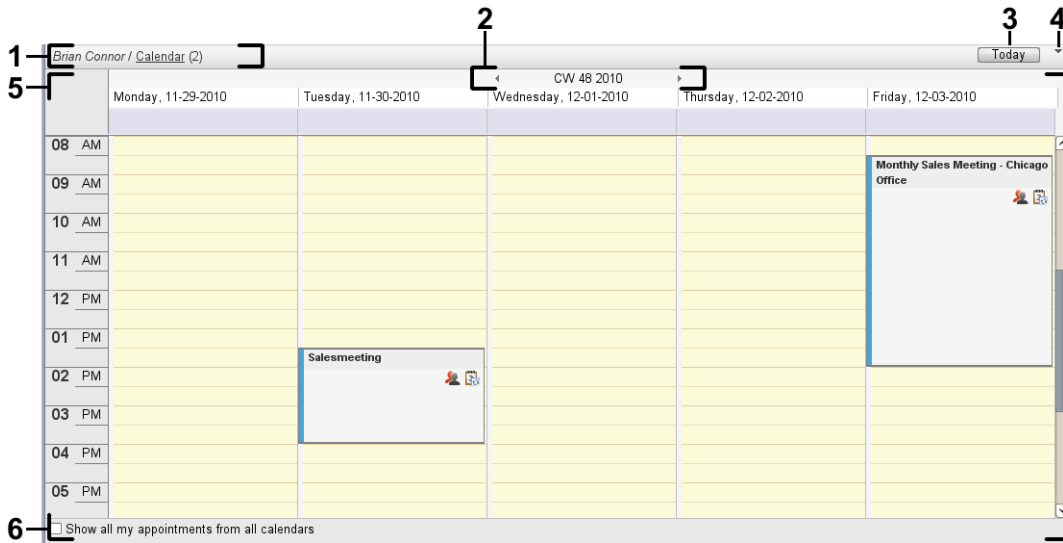 2
3
4
1
Brian Connor / Calendar (2)
Today
5
CW 48 2010
Monday, 11-29-2010
Tuesday, 11-30-2010
Wednesday, 12-01-2010
Thursday, 12-02-2010
Friday, 12-03-2010
08 AM
Monthly Sales Meeting - Chicago
Office
09 AM
10 AM
11 AM
12 PM
01 PM
Salesmeeting
02 PM
03 PM
04 PM
05 PM
6
Show all my appointments from all calendars